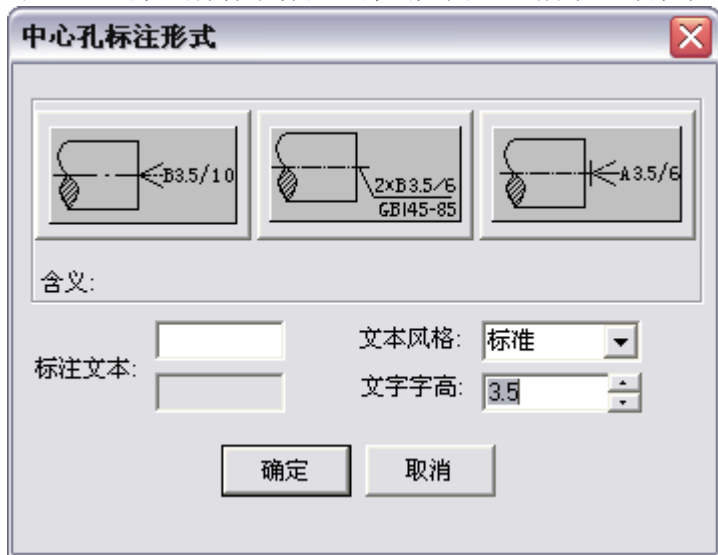 中心孔标注形式
B3.5/10
2×B3.5/6
GB145-85
A3.5/6
含义:
标注文本:
文本风格: 标准
文字字高: 3.5
确定 取消